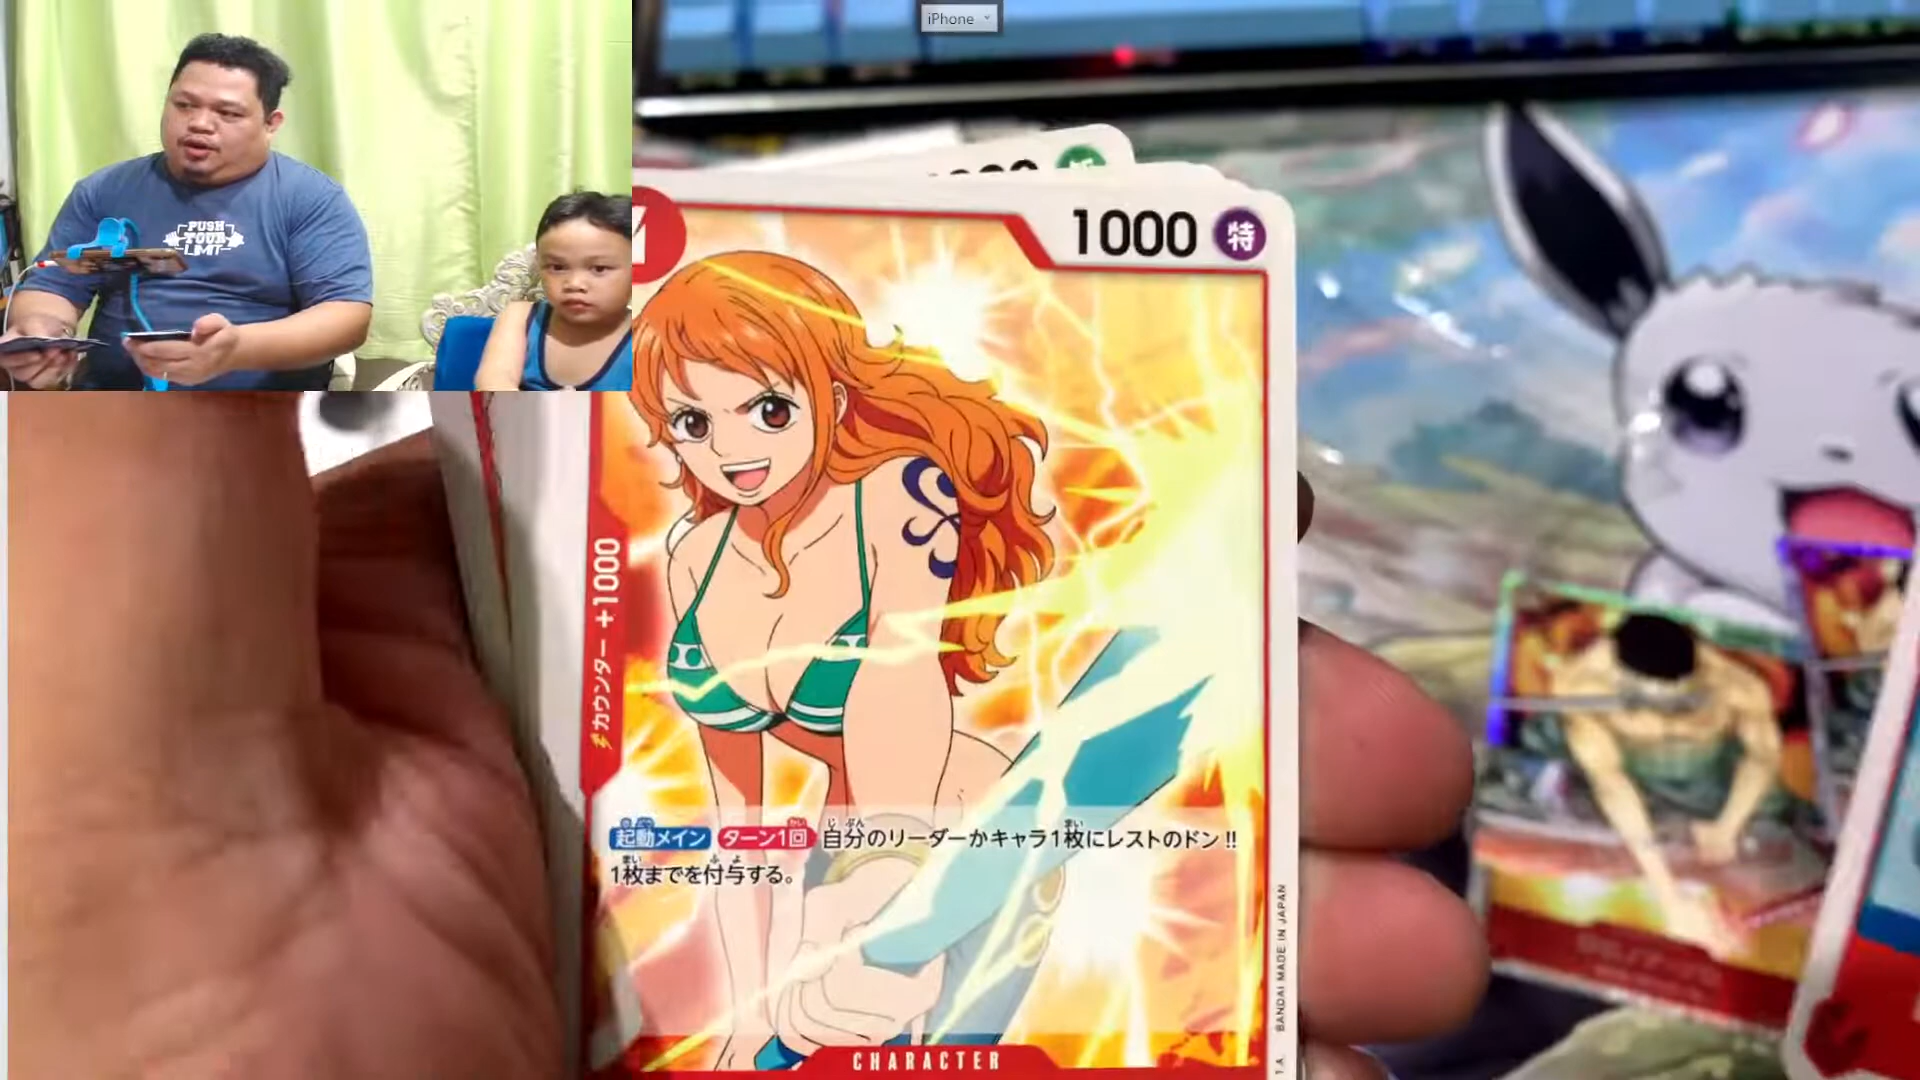 iPhone
PUSH
YOUR
LIMIT
1000 特
カウンター +1000
起動メイン ターン1回 自分のリーダーかキャラ1枚にレストのドン!!
1枚までを付与する。
BANDAI MADE IN JAPAN
CHARACTER